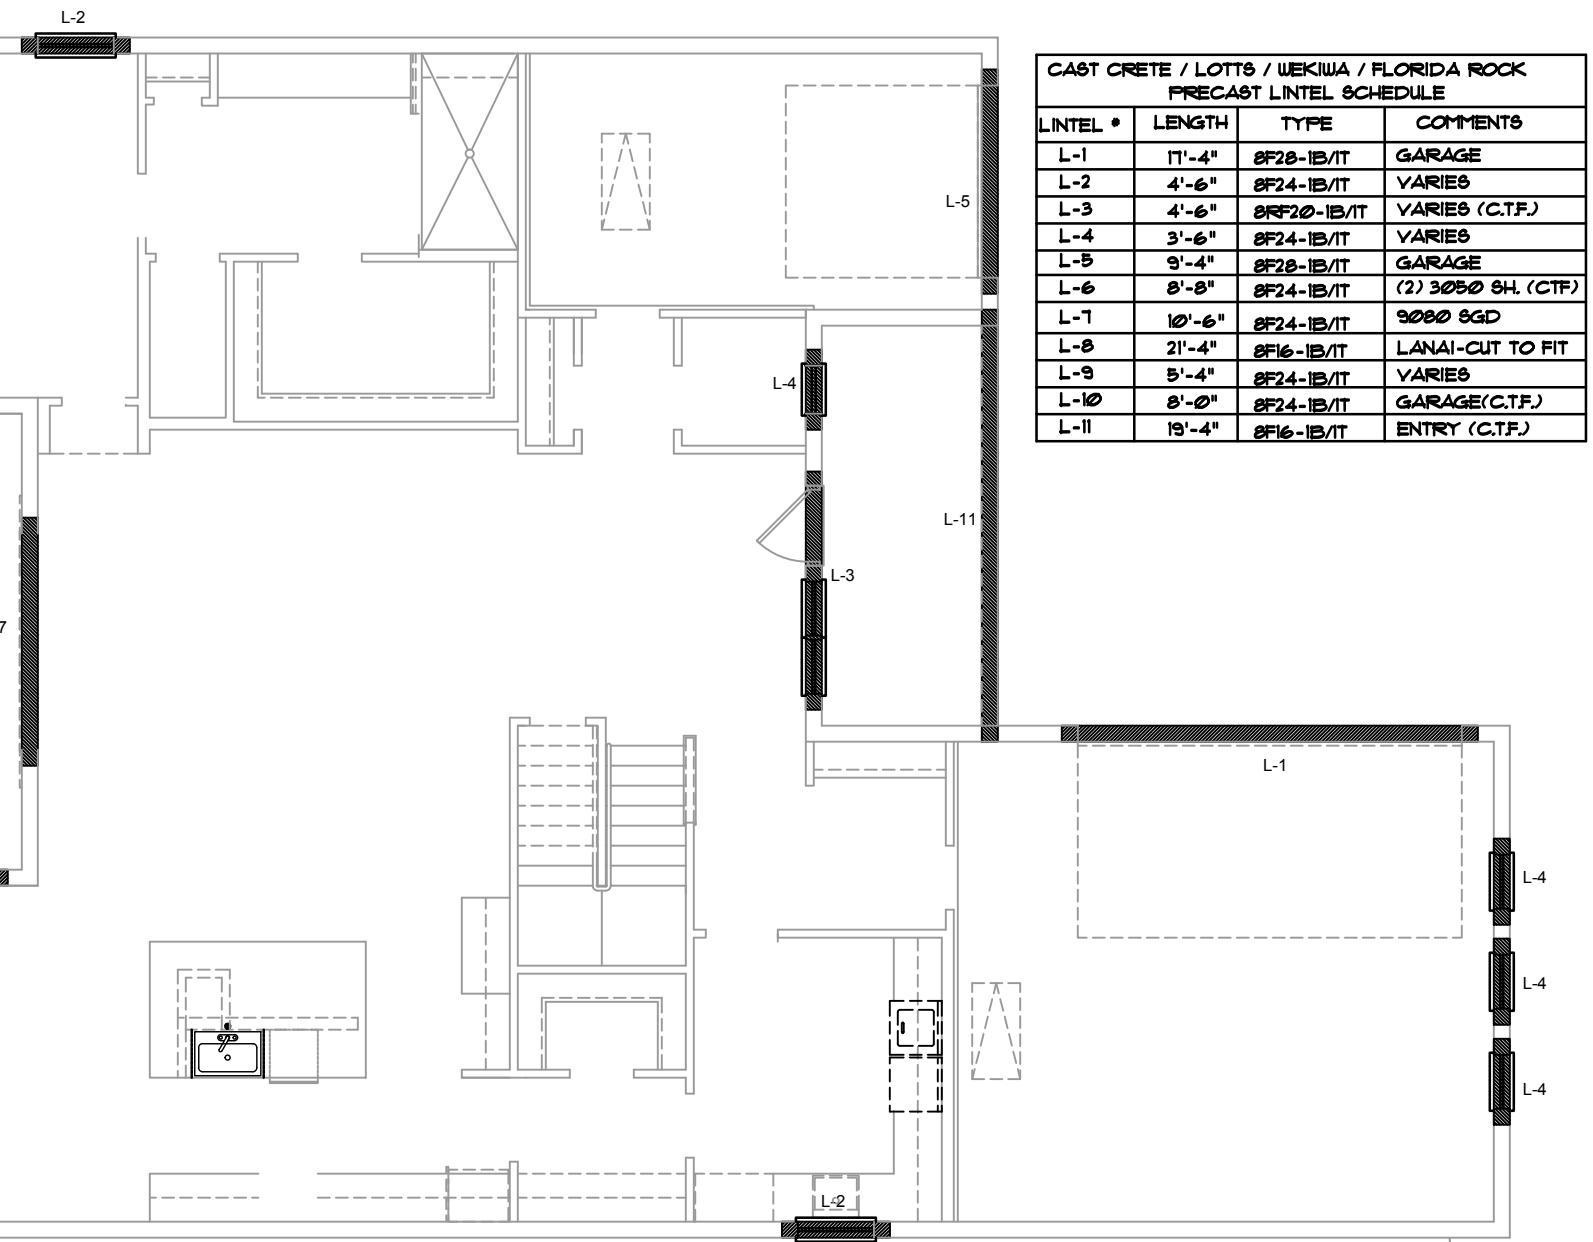 L-2
CAST CRETE / LOTTS / WEKIWA / FLORIDA ROCK
PRECAST LINTEL SCHEDULE
LINTEL # LENGTH TYPE COMMENTS
L-1 17'-4" 8F28-1B/1T GARAGE
L-2 4'-6" 8F24-1B/1T VARIES
L-3 4'-6" 8RF20-1B/1T VARIES (C.T.F.)
L-4 3'-6" 8F24-1B/1T VARIES
L-5 9'-4" 8F28-1B/1T GARAGE
L-6 8'-8" 8F24-1B/1T (2) 3050 SH. (CTF)
L-7 10'-6" 8F24-1B/1T 9080 SGD
L-8 21'-4" 8F16-1B/1T LANAI-CUT TO FIT
L-9 5'-4" 8F24-1B/1T VARIES
L-10 8'-0" 8F24-1B/1T GARAGE(C.T.F.)
L-11 19'-4" 8F16-1B/1T ENTRY (C.T.F.)
L-5
L-4
L-11
L-3
7
L-1
L-4
L-4
L-4
L-2